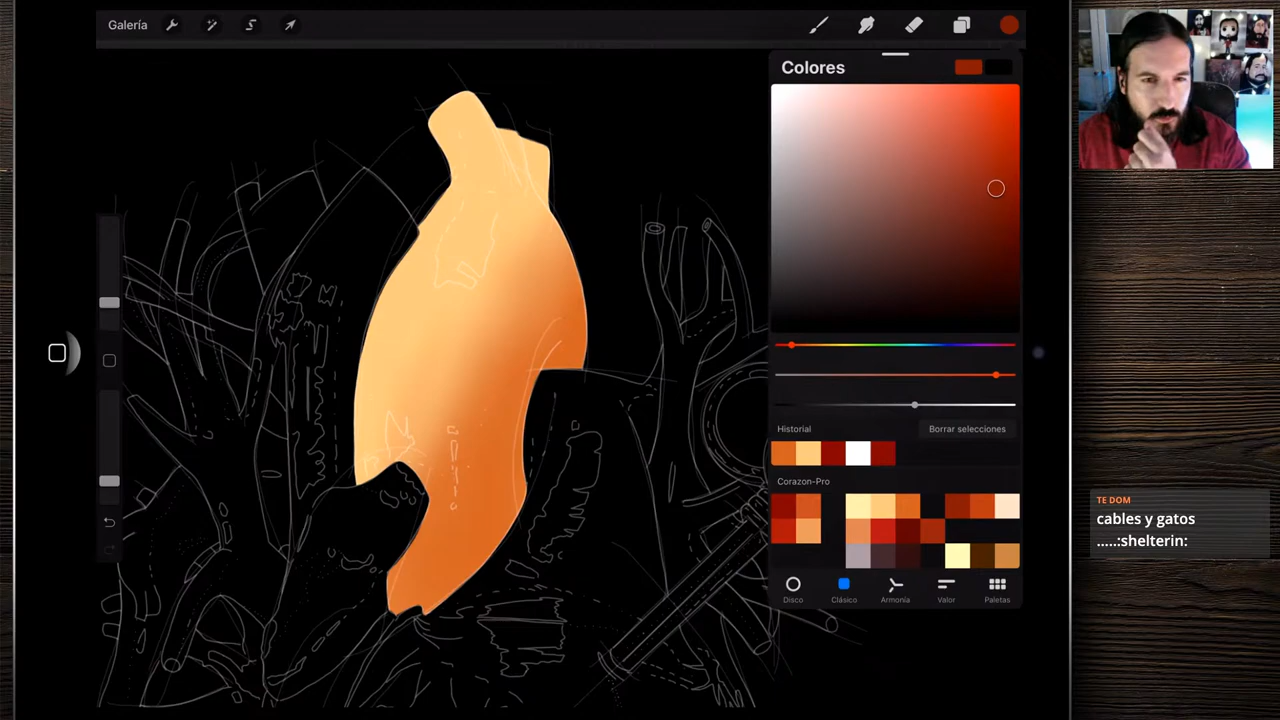 Galería
Colores
Historial
Borrar selecciones
Corazon-Pro
Disco
Clásico
Armonía
Valor
Paletas
TE DOM
cables y gatos
.....:shelterin: